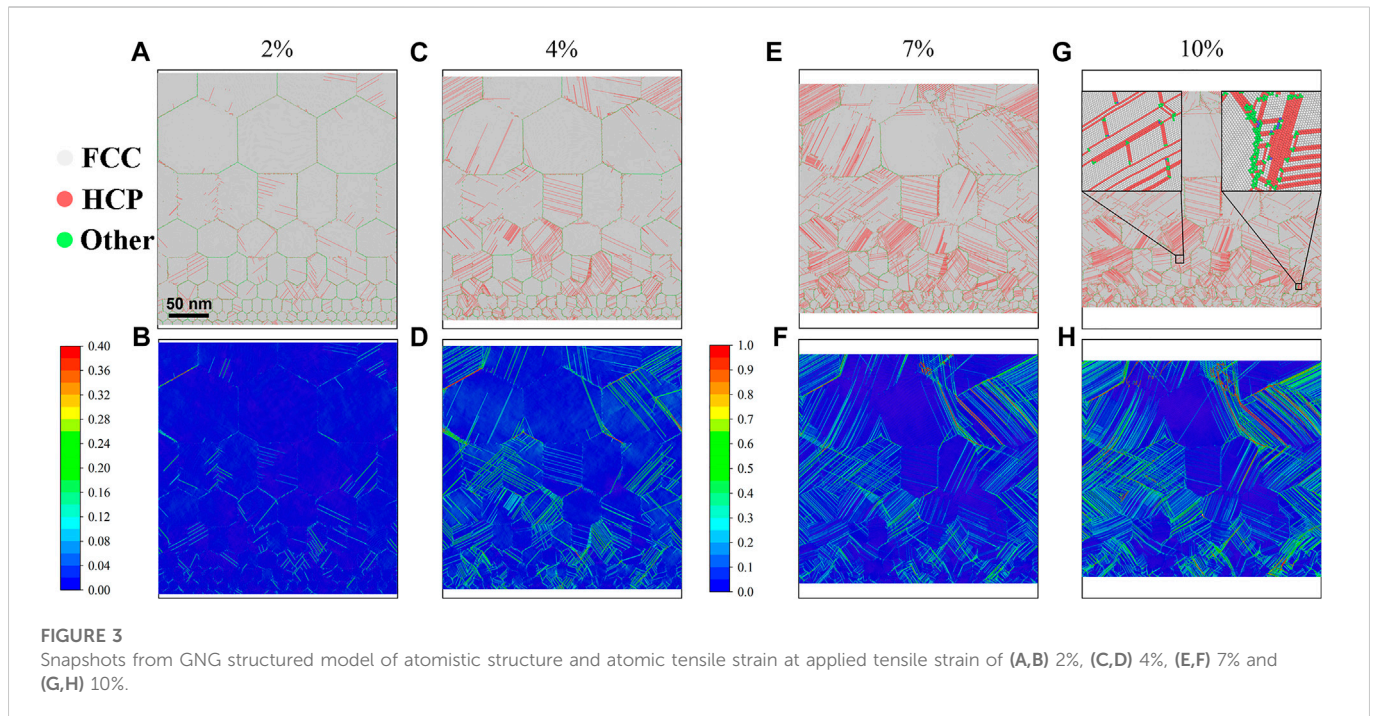 A
2%
C
4%
E
7%
G
10%
FCC
HCP
Other
50 nm
B
0.40
0.36
0.32
0.28
0.24
0.20
0.16
0.12
0.08
0.04
0.00
D
1.0
0.9
0.8
0.7
0.6
0.5
0.4
0.3
0.2
0.1
0.0
F
H
FIGURE 3
Snapshots from GNG structured model of atomistic structure and atomic tensile strain at applied tensile strain of (A,B) 2%, (C,D) 4%, (E,F) 7% and
(G,H) 10%.